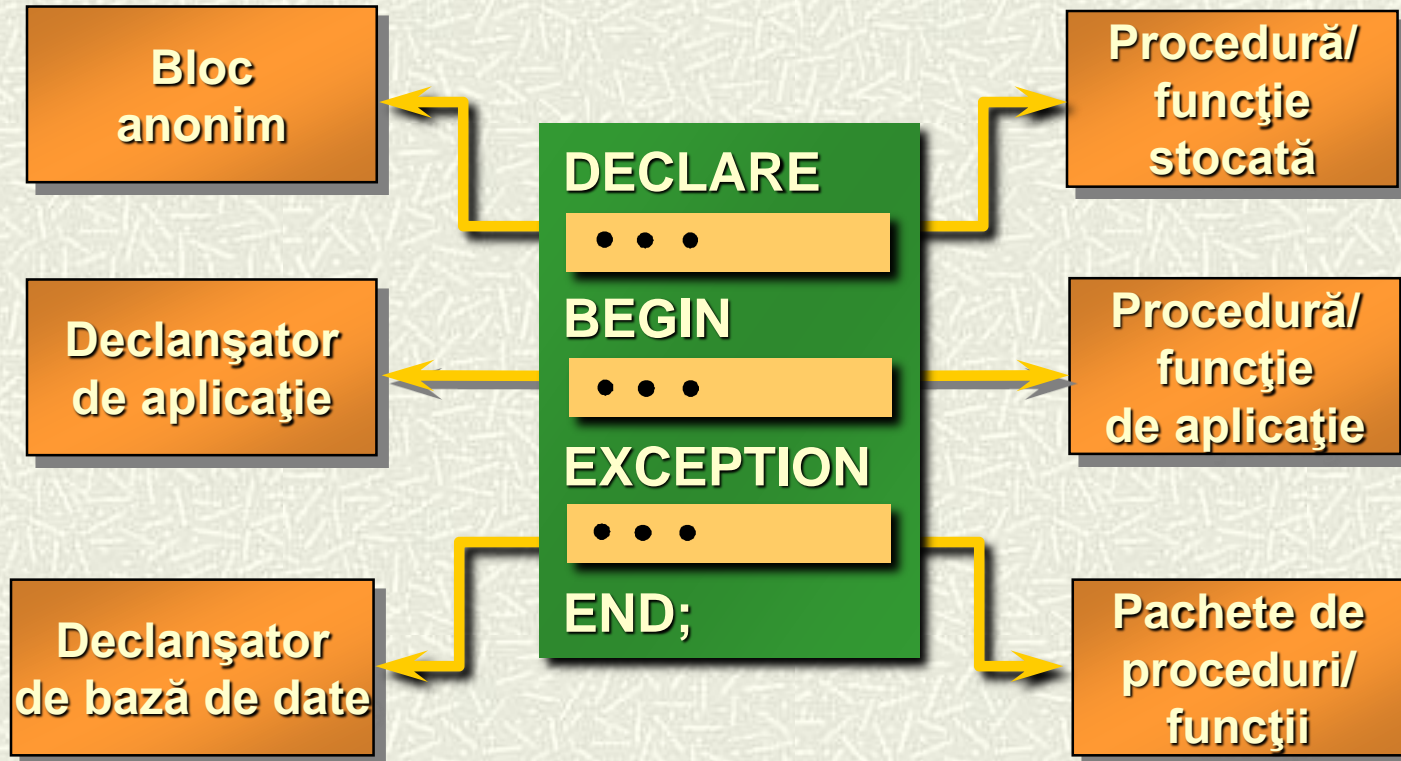 Bloc
anonim
Declanşator
de aplicaţie
Declanşator
de bază de date
DECLARE
• • •
BEGIN
• • •
EXCEPTION
• • •
END;
Procedură/
funcţie
stocată
Procedură/
funcţie
de aplicaţie
Pachete de
proceduri/
funcţii